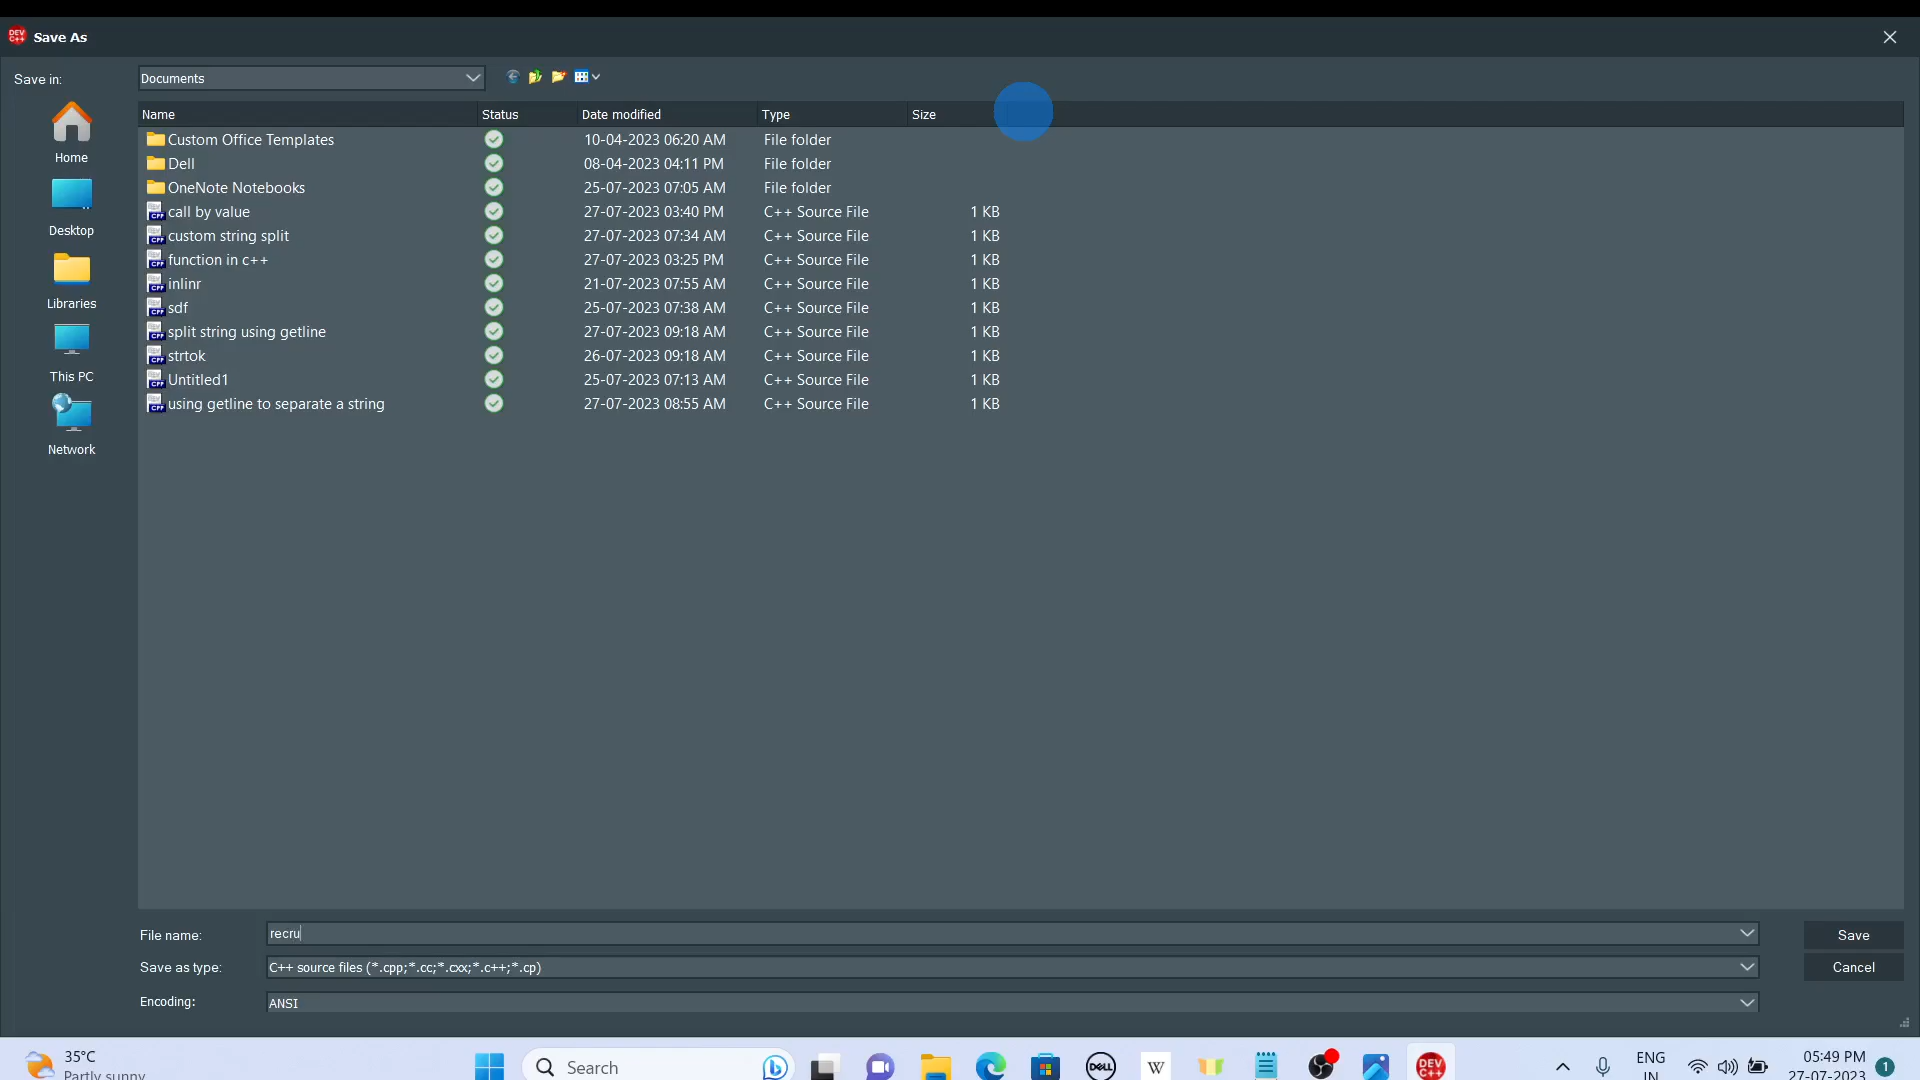 Save As
Save in:
Documents
Name Status Date modified Type Size
Custom Office Templates 10-04-2023 06:20 AM File folder
Dell 08-04-2023 04:11 PM File folder
OneNote Notebooks 25-07-2023 07:05 AM File folder
call by value 27-07-2023 03:40 PM C++ Source File 1 KB
custom string split 27-07-2023 07:34 AM C++ Source File 1 KB
function in c++ 27-07-2023 03:25 PM C++ Source File 1 KB
inlinr 21-07-2023 07:55 AM C++ Source File 1 KB
sdf 25-07-2023 07:38 AM C++ Source File 1 KB
split string using getline 27-07-2023 09:18 AM C++ Source File 1 KB
strtok 26-07-2023 09:18 AM C++ Source File 1 KB
Untitled1 25-07-2023 07:13 AM C++ Source File 1 KB
using getline to separate a string 27-07-2023 08:55 AM C++ Source File 1 KB
Home
Desktop
Libraries
This PC
Network
File name: recru Save
Save as type: C++ source files (*.cpp;*.cc;*.cxx;*.c++;*.cp) Cancel
Encoding: ANSI
35°C
Partly sunny
Search
DELL
W
DEV
C++
ENG
IN
05:49 PM
27-07-2023
1